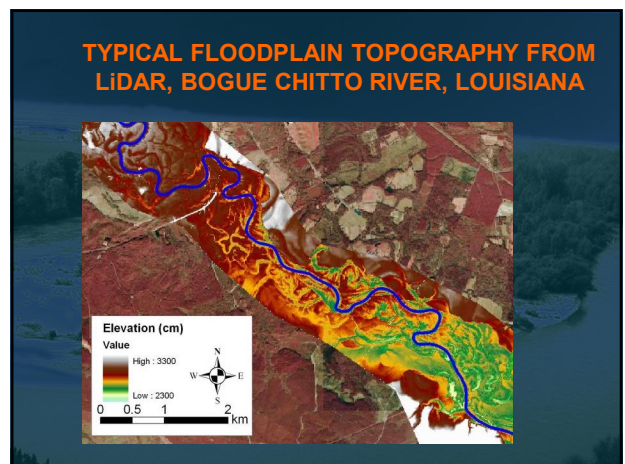 TYPICAL FLOODPLAIN TOPOGRAPHY FROM
LiDAR, BOGUE CHITTO RIVER, LOUISIANA
Elevation (cm)
Value
High : 3300
Low : 2300
N
W E
S
0 0.5 1 2
km